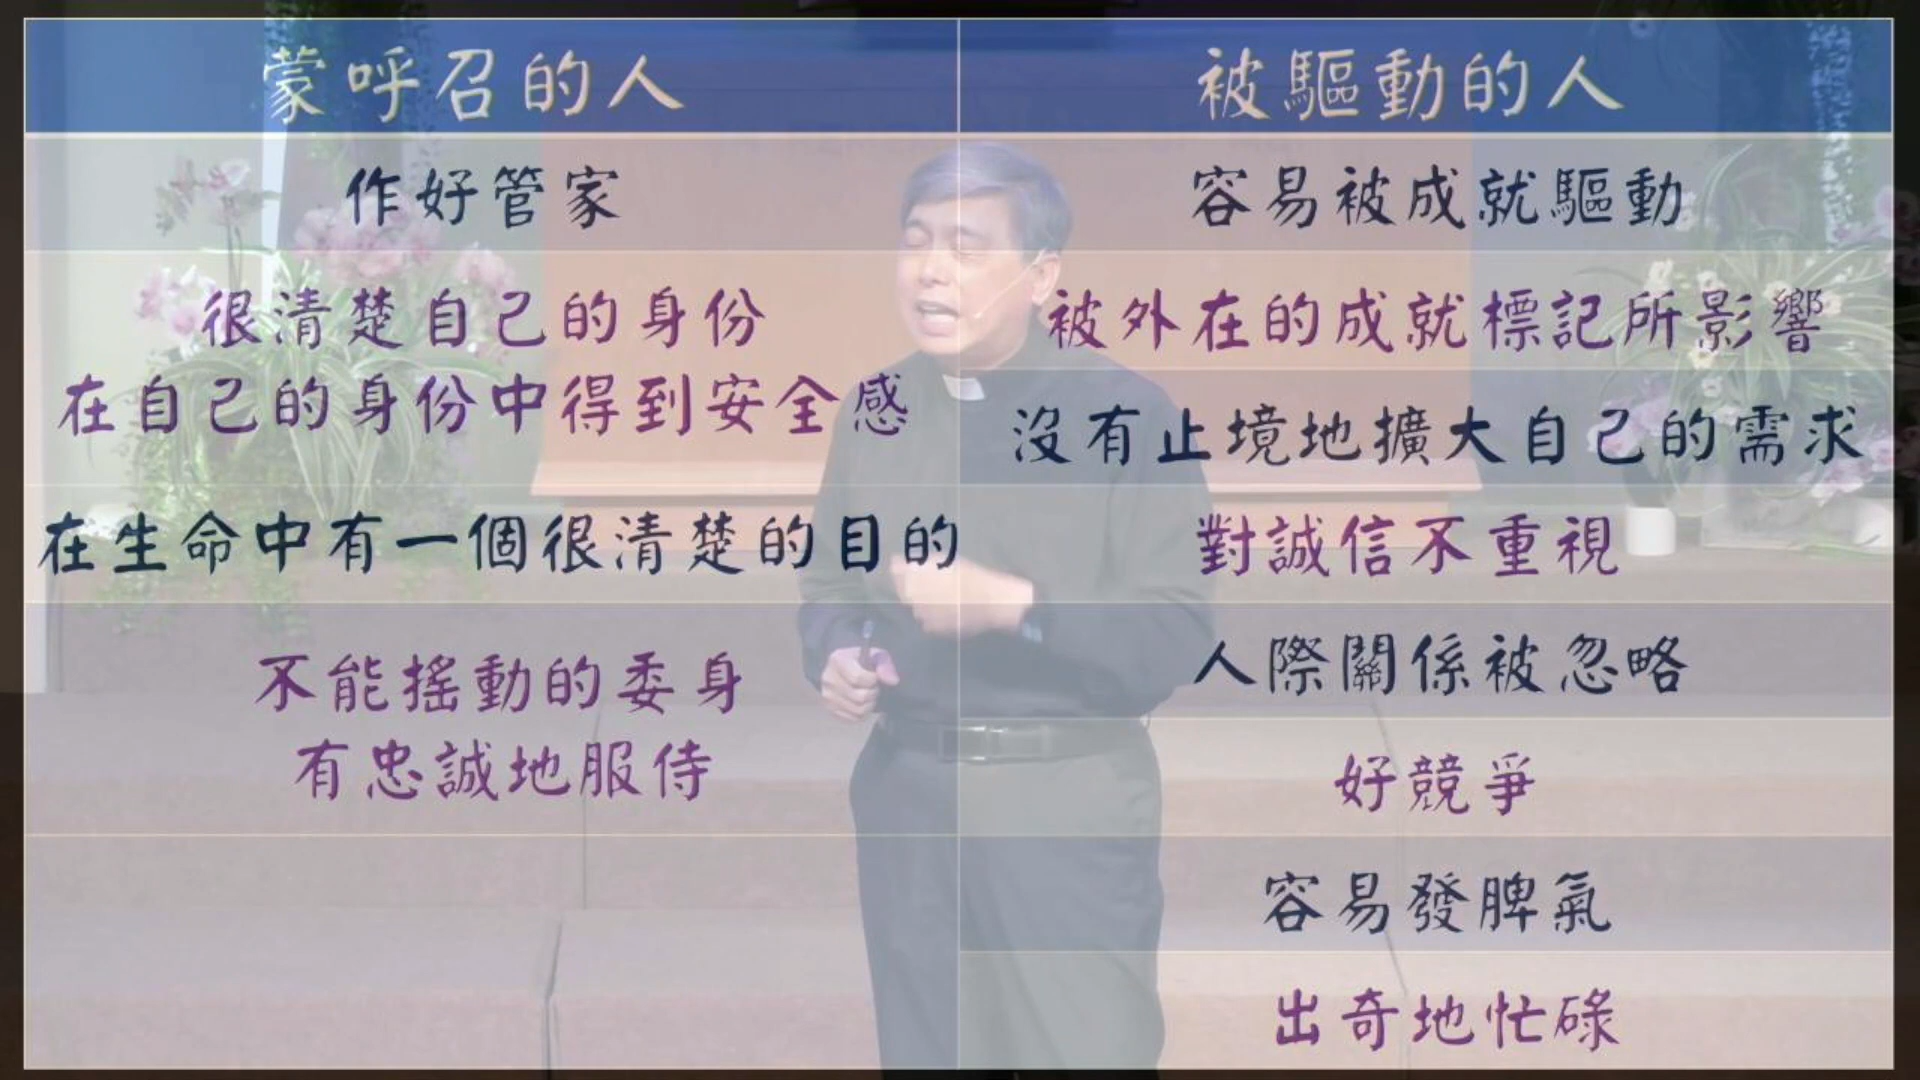 蒙呼召的人
被驅動的人
作好管家
很清楚自己的身份
在自己的身份中得到安全感
在生命中有一個很清楚的目的
不能搖動的委身
有忠誠地服侍
容易被成就驅動
被外在的成就標記所影響
沒有止境地擴大自己的需求
對誠信不重視
人際關係被忽略
好競爭
容易發脾氣
出奇地忙碌